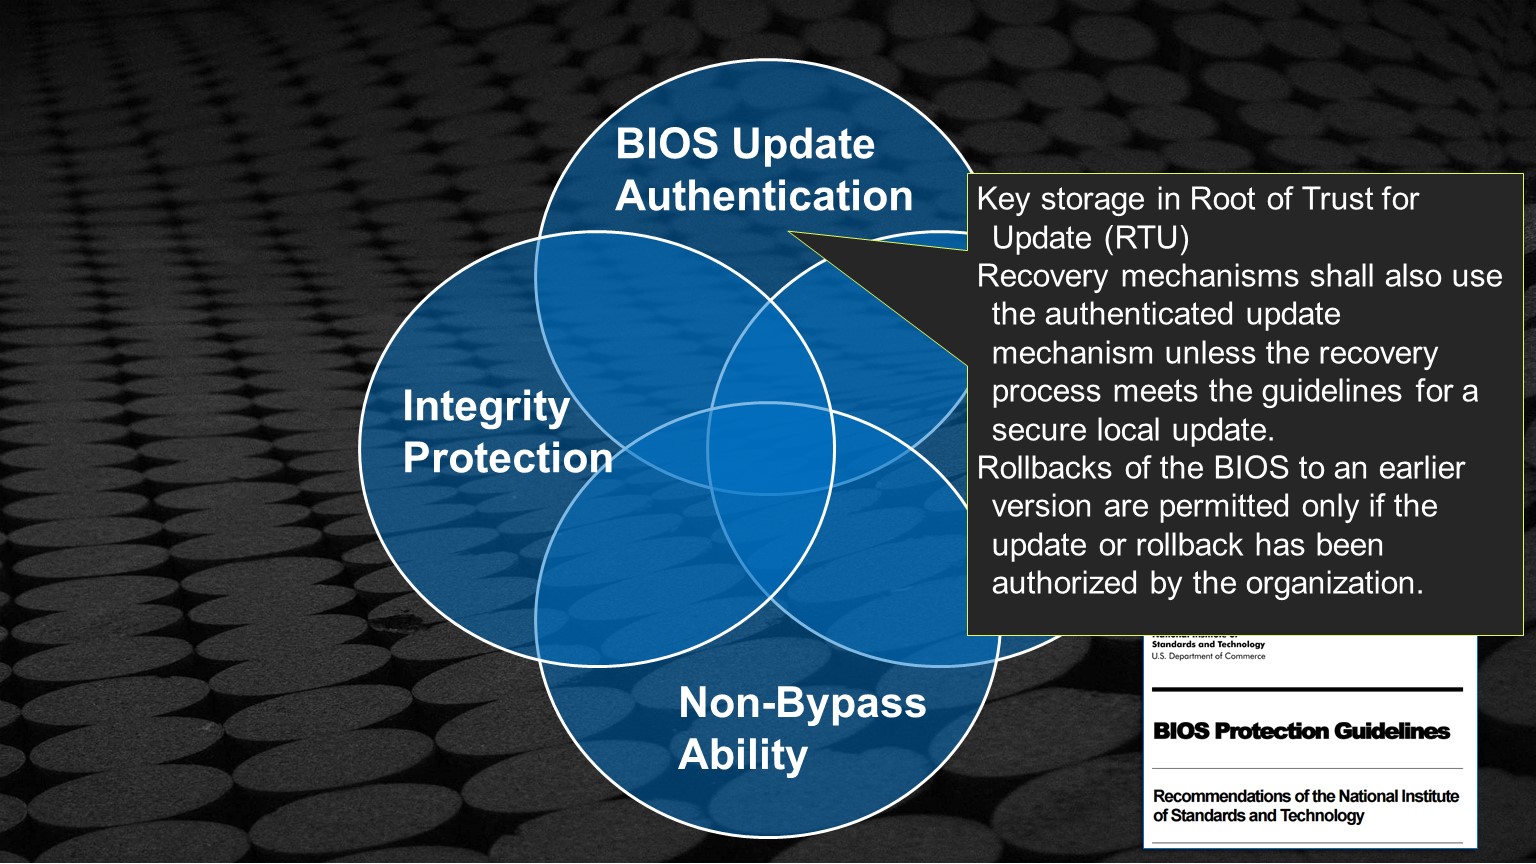 BIOS Update
Authentication
Key storage in Root of Trust for
Update (RTU)
Recovery mechanisms shall also use
the authenticated update
mechanism unless the recovery
process meets the guidelines for a
secure local update.
Rollbacks of the BIOS to an earlier
version are permitted only if the
update or rollback has been
authorized by the organization.
Integrity
Protection
Non-Bypass
Ability
National Institute of
Standards and Technology
U.S. Department of Commerce
BIOS Protection Guidelines
Recommendations of the National Institute
of Standards and Technology